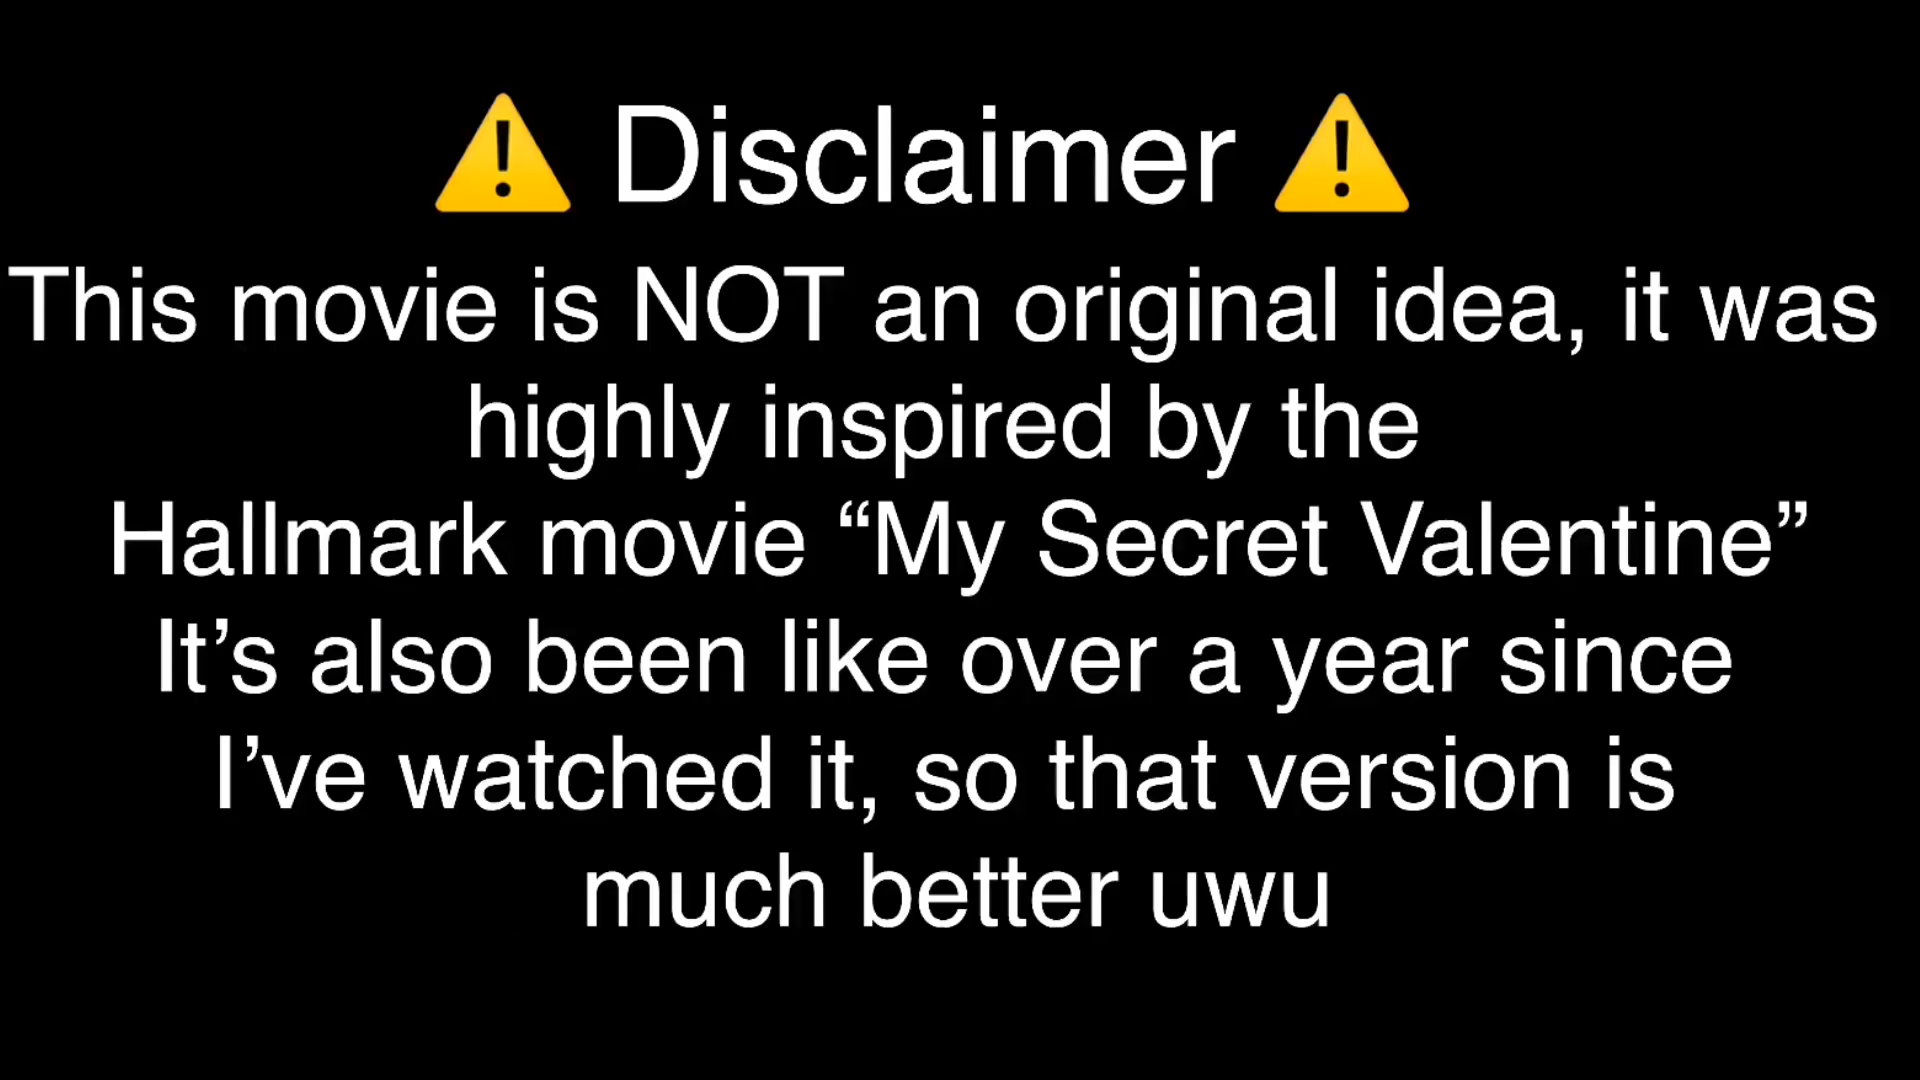 ⚠️ Disclaimer ⚠️
This movie is NOT an original idea, it was
highly inspired by the
Hallmark movie “My Secret Valentine”
It’s also been like over a year since
I’ve watched it, so that version is
much better uwu